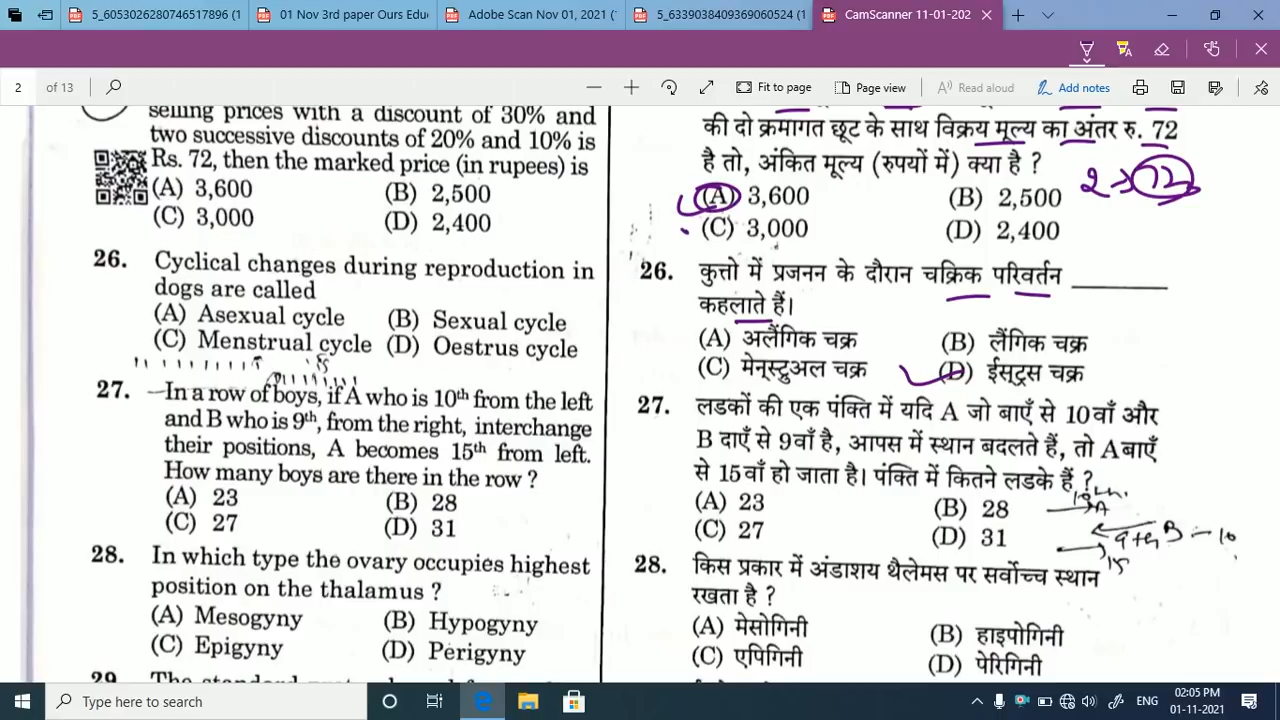 5_6053026280746517896 (1
01 Nov 3rd paper Ours Edu
Adobe Scan Nov 01, 2021 (
5_6339038409369060524 (1
CamScanner 11-01-202
2 of 13
Fit to page
Page view
Read aloud
Add notes
selling prices with a discount of 30% and
two successive discounts of 20% and 10% is
Rs. 72, then the marked price (in rupees) is
(A) 3,600 (B) 2,500
(C) 3,000 (D) 2,400
26. Cyclical changes during reproduction in
dogs are called
(A) Asexual cycle (B) Sexual cycle
(C) Menstrual cycle (D) Oestrus cycle
27. In a row of boys, if A who is 10th from the left
and B who is 9th, from the right, interchange
their positions, A becomes 15th from left.
How many boys are there in the row ?
(A) 23 (B) 28
(C) 27 (D) 31
28. In which type the ovary occupies highest
position on the thalamus ?
(A) Mesogyny (B) Hypogyny
(C) Epigyny (D) Perigyny
29.
की दो क्रमागत छूट के साथ विक्रय मूल्य का अंतर रु. 72
है तो, अंकित मूल्य (रुपयों में) क्या है ?
2 → 72
(A) 3,600 (B) 2,500
(C) 3,000 (D) 2,400
26. कुत्तो में प्रजनन के दौरान चक्रिक परिवर्तन ________
कहलाते हैं।
(A) अलैंगिक चक्र (B) लैंगिक चक्र
(C) मेन्स्ट्रुअल चक्र (D) ईस्ट्रस चक्र
27. लडकों की एक पंक्ति में यदि A जो बाएँ से 10वाँ और
B दाएँ से 9वाँ है, आपस में स्थान बदलते हैं, तो A बाएँ
से 15वाँ हो जाता है। पंक्ति में कितने लडके हैं ?
(A) 23 (B) 28
(C) 27 (D) 31
A
B - 10
15
28. किस प्रकार में अंडाशय थैलेमस पर सर्वोच्च स्थान
रखता है ?
(A) मेसोगिनी (B) हाइपोगिनी
(C) एपिगिनी (D) पेरिगिनी
Type here to search
ENG
02:05 PM
01-11-2021